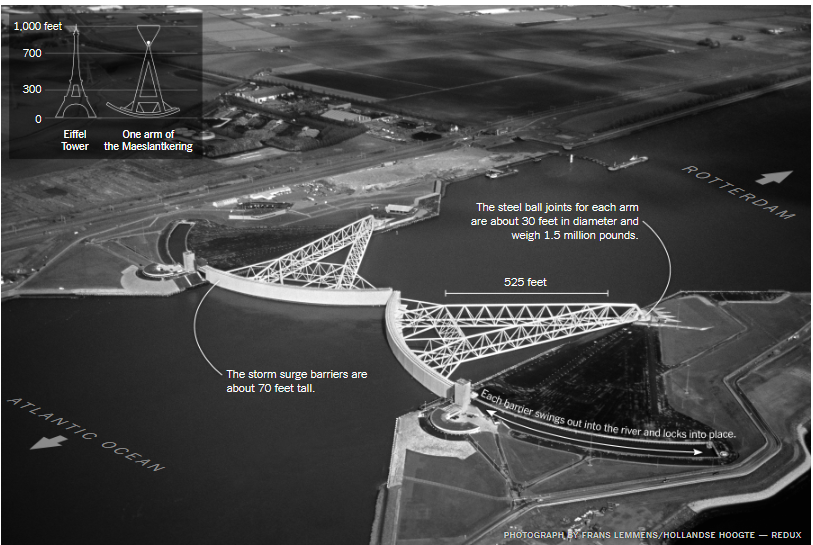 1,000 feet
700
300
0
Eiffel
Tower
One arm of
the Maeslantkering
ROTTERDAM
The steel ball joints for each arm
are about 30 feet in diameter and
weigh 1.5 million pounds.
525 feet
The storm surge barriers are
about 70 feet tall.
ATLANTIC OCEAN
Each barrier swings out into the river and locks into place.
PHOTOGRAPH BY FRANS LEMMENS/HOLLANDSE HOOGTE — REDUX